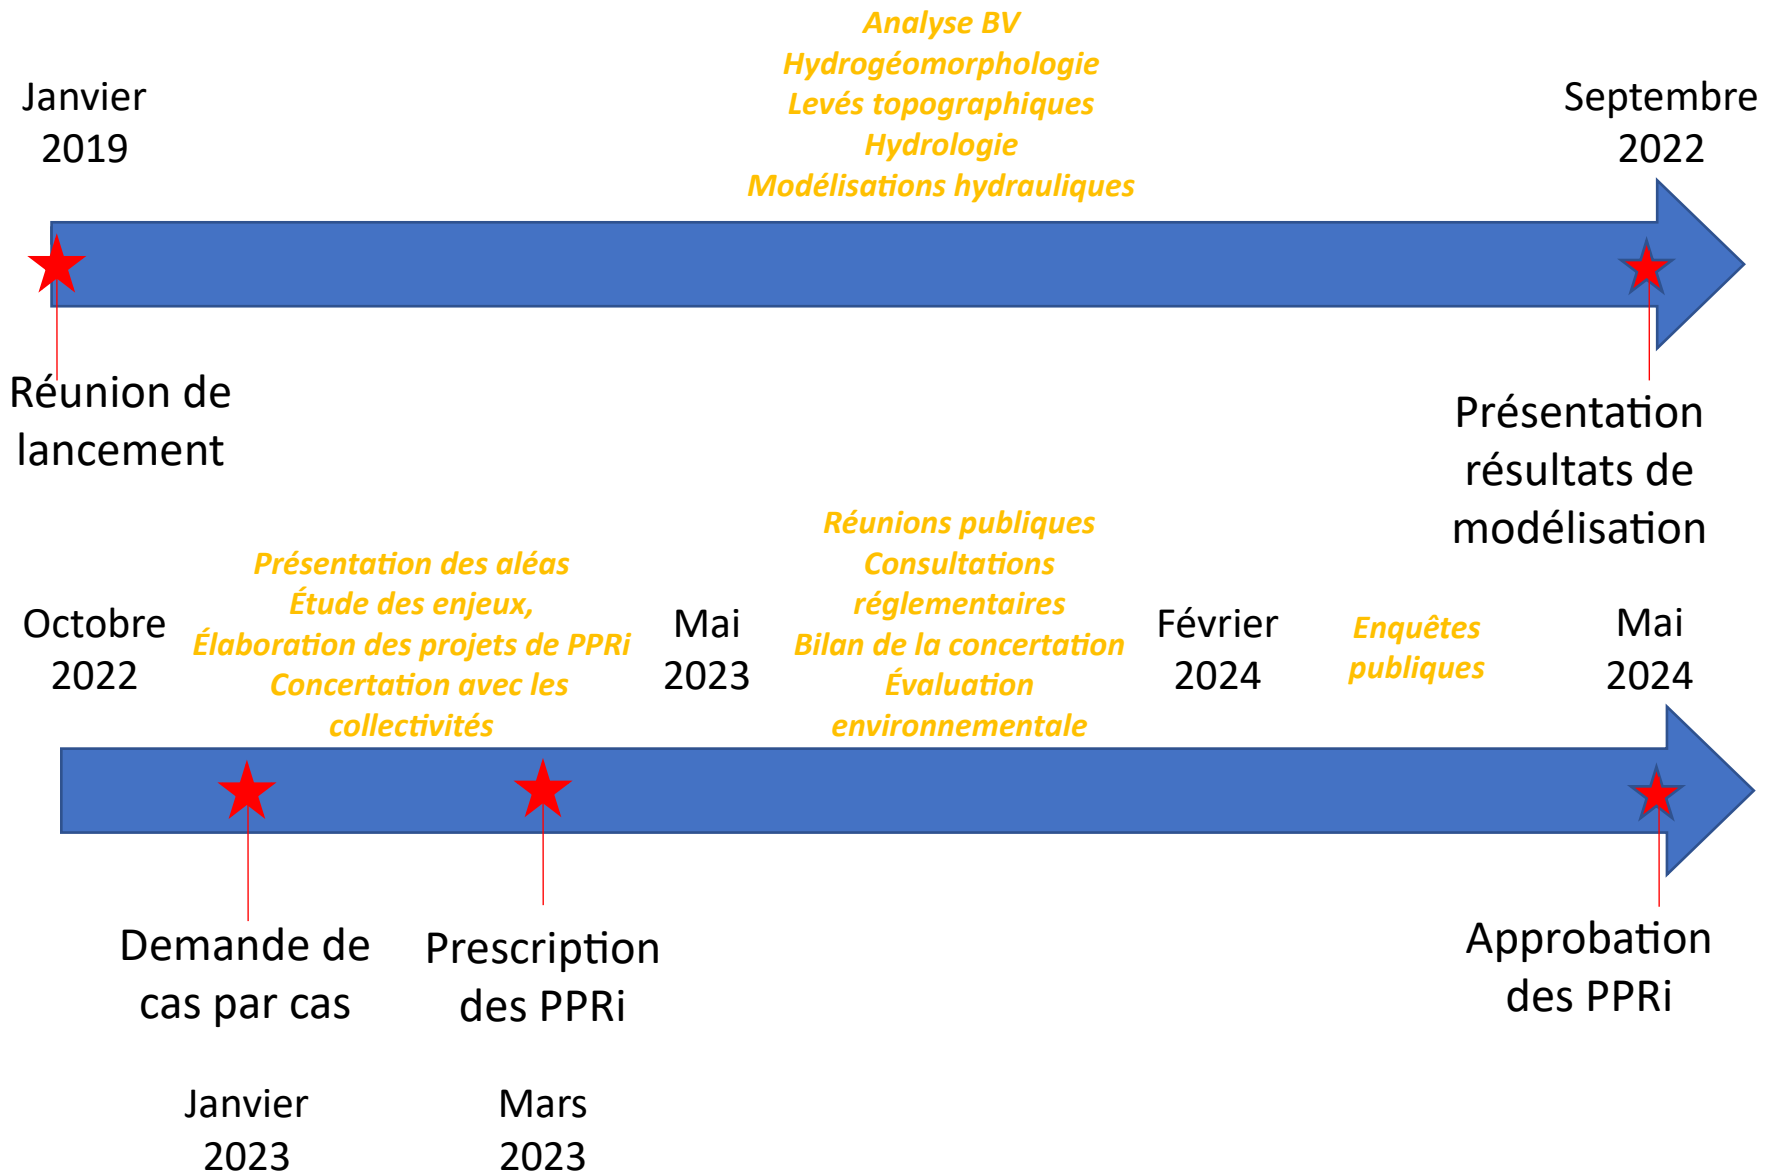 Analyse BV
Hydrogéomorphologie
Levés topographiques
Hydrologie
Modélisations hydrauliques
Janvier
2019
Septembre
2022
Réunion de
lancement
Présentation
résultats de
modélisation
Octobre
2022
Présentation des aléas
Étude des enjeux,
Élaboration des projets de PPRi
Concertation avec les
collectivités
Mai
2023
Réunions publiques
Consultations
réglementaires
Bilan de la concertation
Évaluation
environnementale
Février
2024
Enquêtes
publiques
Mai
2024
Demande de
cas par cas
Prescription
des PPRi
Approbation
des PPRi
Janvier
2023
Mars
2023